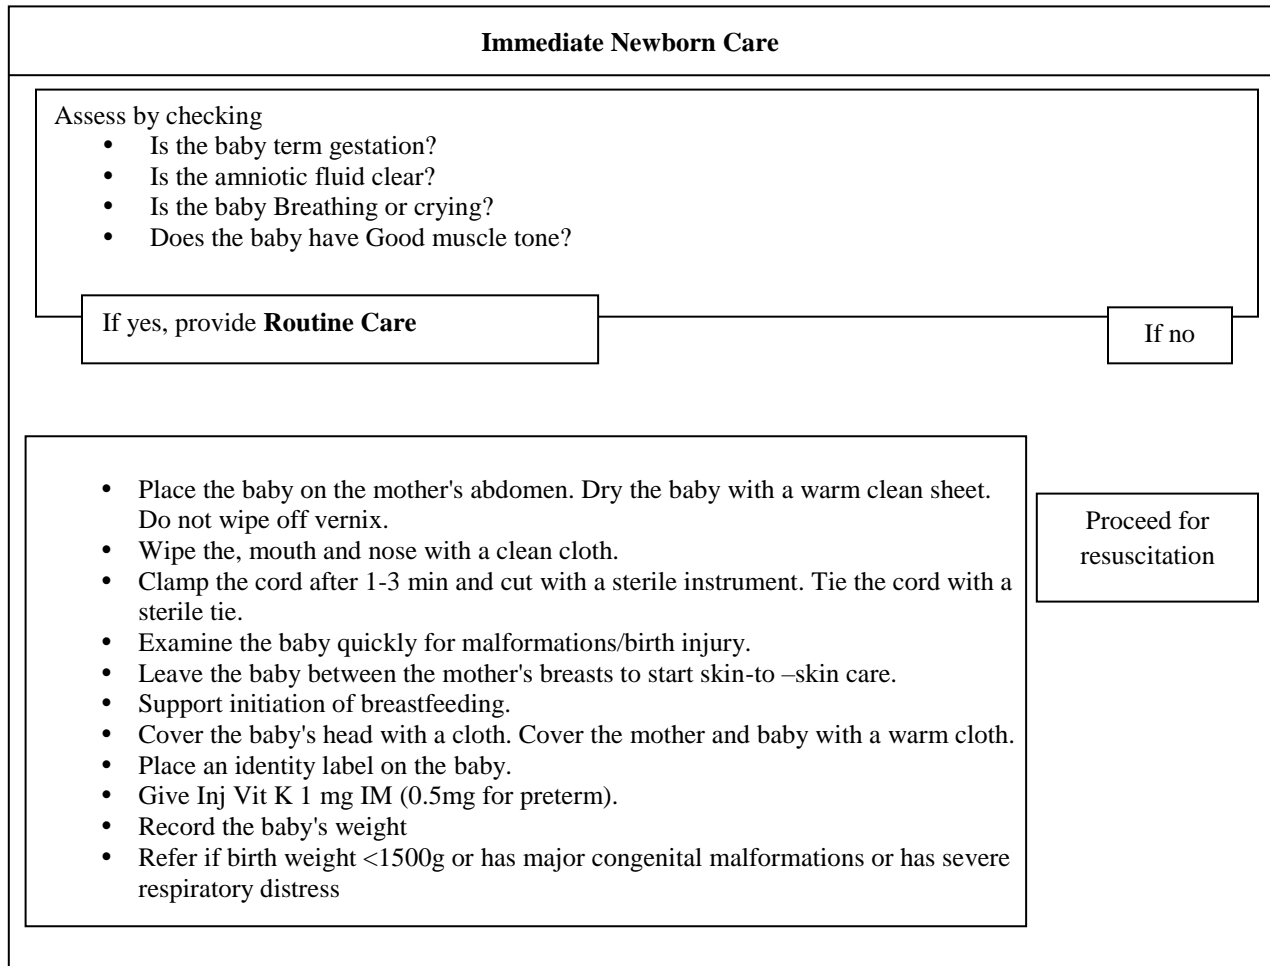 Immediate Newborn Care
Assess by checking
• Is the baby term gestation?
• Is the amniotic fluid clear?
• Is the baby Breathing or crying?
• Does the baby have Good muscle tone?
If yes, provide Routine Care
If no
• Place the baby on the mother's abdomen. Dry the baby with a warm clean sheet.
Do not wipe off vernix.
• Wipe the, mouth and nose with a clean cloth.
• Clamp the cord after 1-3 min and cut with a sterile instrument. Tie the cord with a
sterile tie.
• Examine the baby quickly for malformations/birth injury.
• Leave the baby between the mother's breasts to start skin-to –skin care.
• Support initiation of breastfeeding.
• Cover the baby's head with a cloth. Cover the mother and baby with a warm cloth.
• Place an identity label on the baby.
• Give Inj Vit K 1 mg IM (0.5mg for preterm).
• Record the baby's weight
• Refer if birth weight <1500g or has major congenital malformations or has severe
respiratory distress
Proceed for
resuscitation